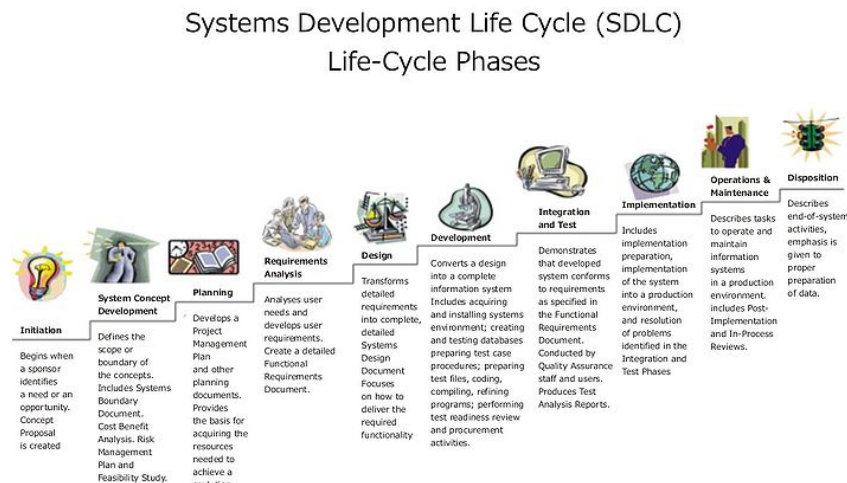 Systems Development Life Cycle (SDLC)
Life-Cycle Phases
Initiation
Begins when
a sponsor
identifies
a need or an
opportunity.
Concept
Proposal
is created
System Concept
Development
Defines the
scope or
boundary of
the concepts.
Includes Systems
Boundary
Document.
Cost Benefit
Analysis. Risk
Management
Plan and
Feasibility Study.
Planning
Develops a
Project
Management
Plan
and other
planning
documents.
Provides
the basis for
acquiring the
resources
needed to
achieve a
Requirements
Analysis
Analyses user
needs and
develops user
requirements.
Create a detailed
Functional
Requirements
Document.
Design
Transforms
detailed
requirements
into complete,
detailed
Systems
Design
Document
Focuses
on how to
deliver the
required
functionality
Development
Converts a design
into a complete
information system
Includes acquiring
and installing systems
environment; creating
and testing databases
preparing test case
procedures; preparing
test files, coding,
compiling, refining
programs; performing
test readiness review
and procurement
activities.
Integration
and Test
Demonstrates
that developed
system conforms
to requirements
as specified in
the Functional
Requirements
Document.
Conducted by
Quality Assurance
staff and users.
Produces Test
Analysis Reports.
Implementation
Includes
implementation
preparation,
implementation
of the system
into a production
environment,
and resolution
of problems
identified in the
Integration and
Test Phases
Operations &
Maintenance
Describes tasks
to operate and
maintain
information
systems
in a production
environment.
includes Post-
Implementation
and In-Process
Reviews.
Disposition
Describes
end-of-system
activities,
emphasis is
given to
proper
preparation
of data.